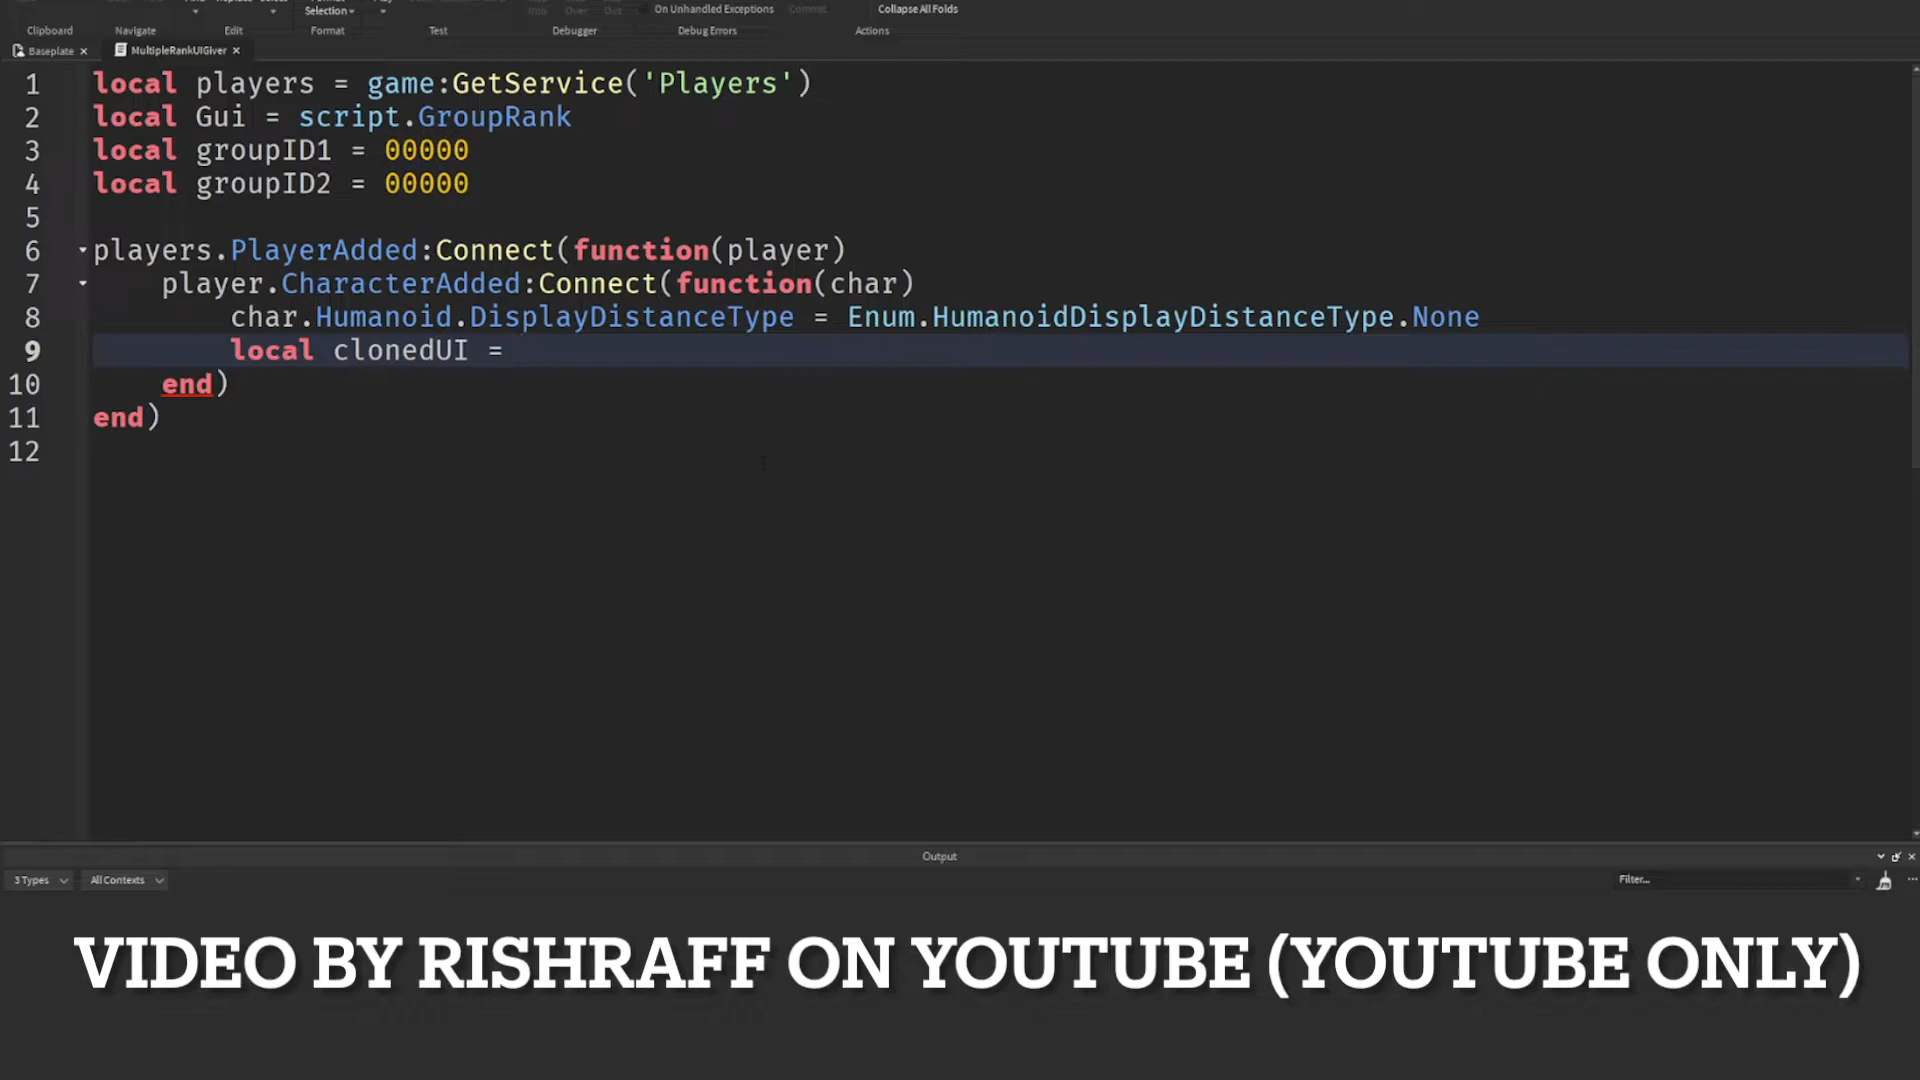 Selection
On Unhandled Exceptions
Commit
Collapse All Folds
Into Over Out
Clipboard Navigate Edit Format Test Debugger Debug Errors Actions
Baseplate MultipleRankUIGiver
1 local players = game:GetService('Players')
2 local Gui = script.GroupRank
3 local groupID1 = 00000
4 local groupID2 = 00000
5
6 players.PlayerAdded:Connect(function(player)
7 player.CharacterAdded:Connect(function(char)
8 char.Humanoid.DisplayDistanceType = Enum.HumanoidDisplayDistanceType.None
9 local clonedUI =
10 end)
11 end)
12
Output
3 Types All Contexts Filter...
VIDEO BY RISHRAFF ON YOUTUBE (YOUTUBE ONLY)